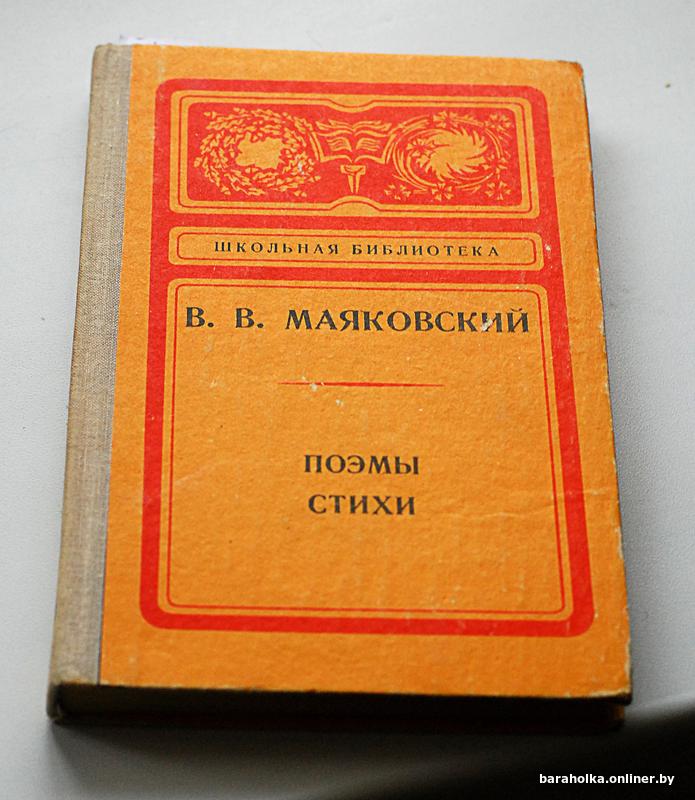 ШКОЛЬНАЯ БИБЛИОТЕКА
В. В. МАЯКОВСКИЙ
ПОЭМЫ
СТИХИ
baraholka.onliner.by